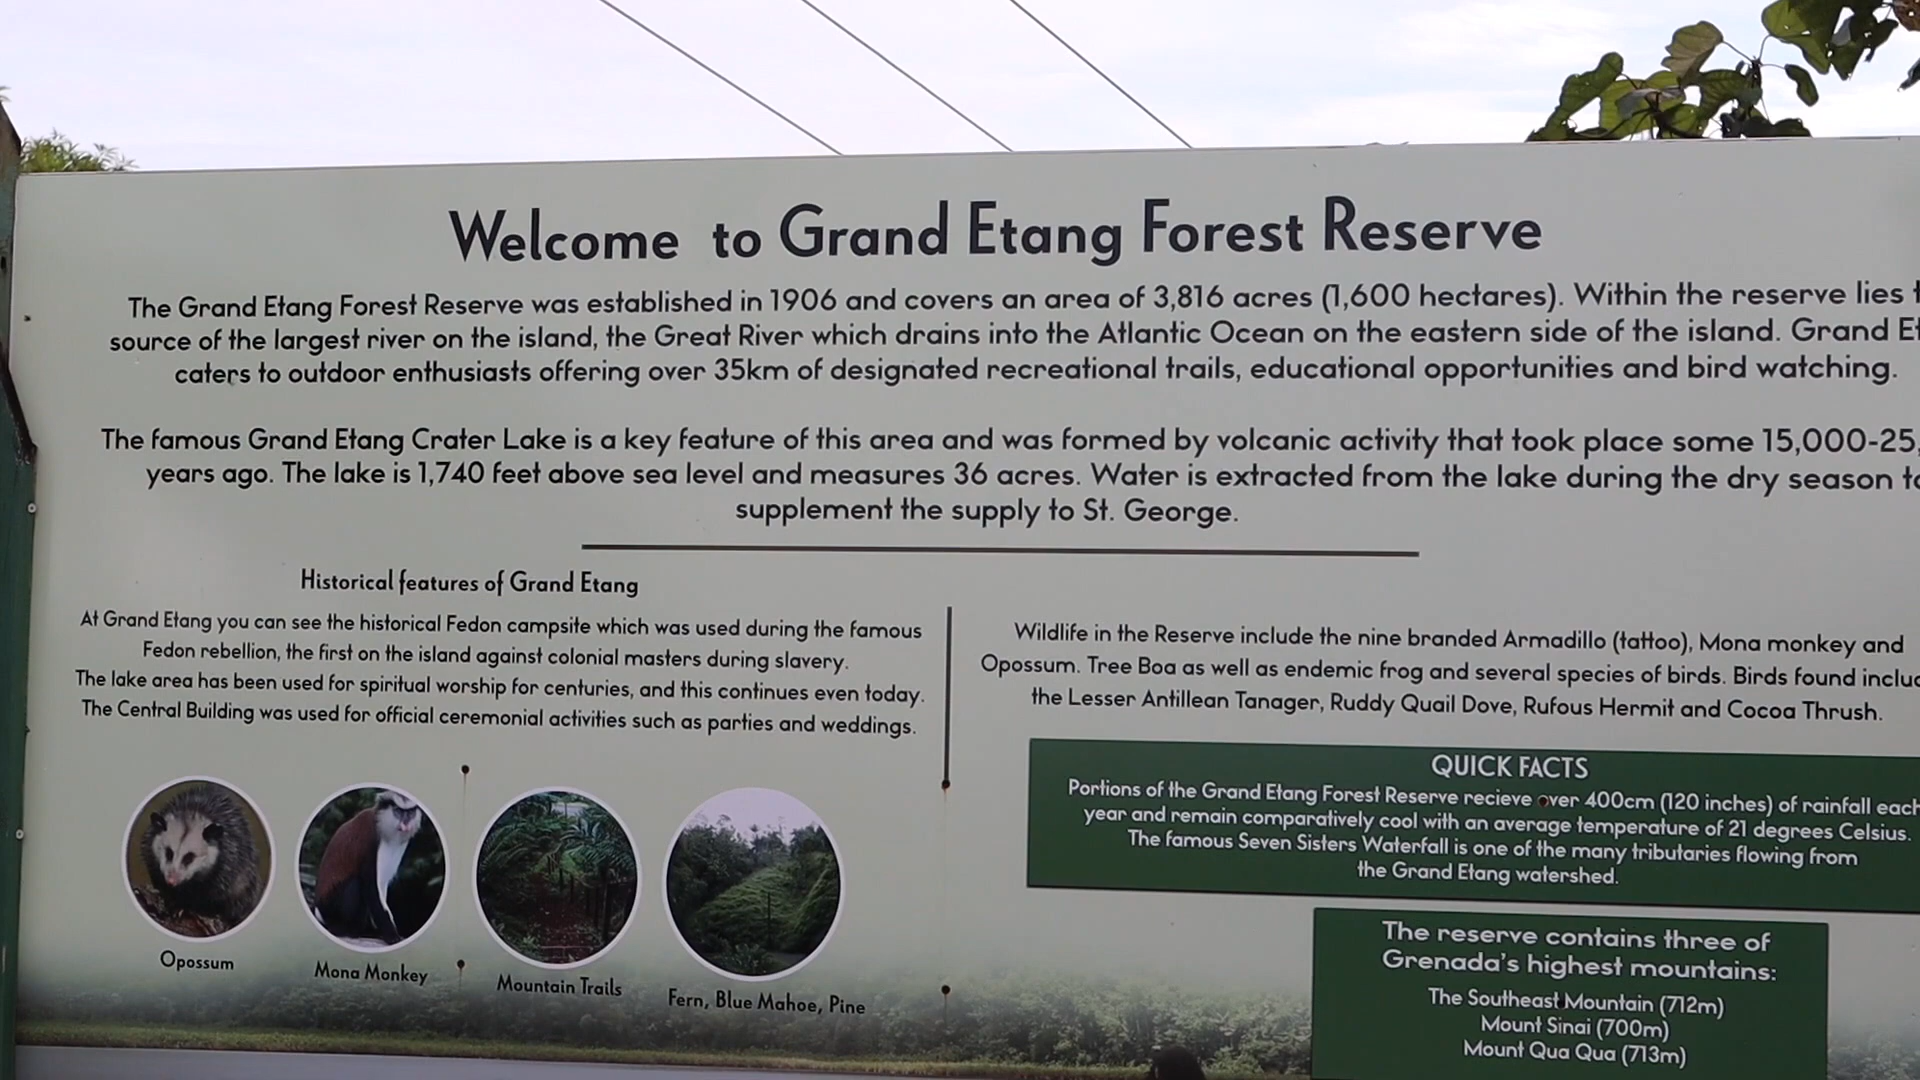 Welcome to Grand Etang Forest Reserve
The Grand Etang Forest Reserve was established in 1906 and covers an area of 3,816 acres (1,600 hectares). Within the reserve lies
source of the largest river on the island, the Great River which drains into the Atlantic Ocean on the eastern side of the island. Grand
caters to outdoor enthusiasts offering over 35km of designated recreational trails, educational opportunities and bird watching.
The famous Grand Etang Crater Lake is a key feature of this area and was formed by volcanic activity that took place some 15,000-25,
years ago. The lake is 1,740 feet above sea level and measures 36 acres. Water is extracted from the lake during the dry season to
supplement the supply to St. George.
Historical features of Grand Etang
At Grand Etang you can see the historical Fedon campsite which was used during the famous
Fedon rebellion, the first on the island against colonial masters during slavery.
The lake area has been used for spiritual worship for centuries, and this continues even today.
The Central Building was used for official ceremonial activities such as parties and weddings.
Opossum
Mona Monkey
Mountain Trails
Fern, Blue Mahoe, Pine
Wildlife in the Reserve include the nine branded Armadillo (tattoo), Mona monkey and
Opossum. Tree Boa as well as endemic frog and several species of birds. Birds found includ
the Lesser Antillean Tanager, Ruddy Quail Dove, Rufous Hermit and Cocoa Thrush.
QUICK FACTS
Portions of the Grand Etang Forest Reserve recieve over 400cm (120 inches) of rainfall each
year and remain comparatively cool with an average temperature of 21 degrees Celsius.
The famous Seven Sisters Waterfall is one of the many tributaries flowing from
the Grand Etang watershed.
The reserve contains three of
Grenada's highest mountains:
The Southeast Mountain (712m)
Mount Sinai (700m)
Mount Qua Qua (713m)